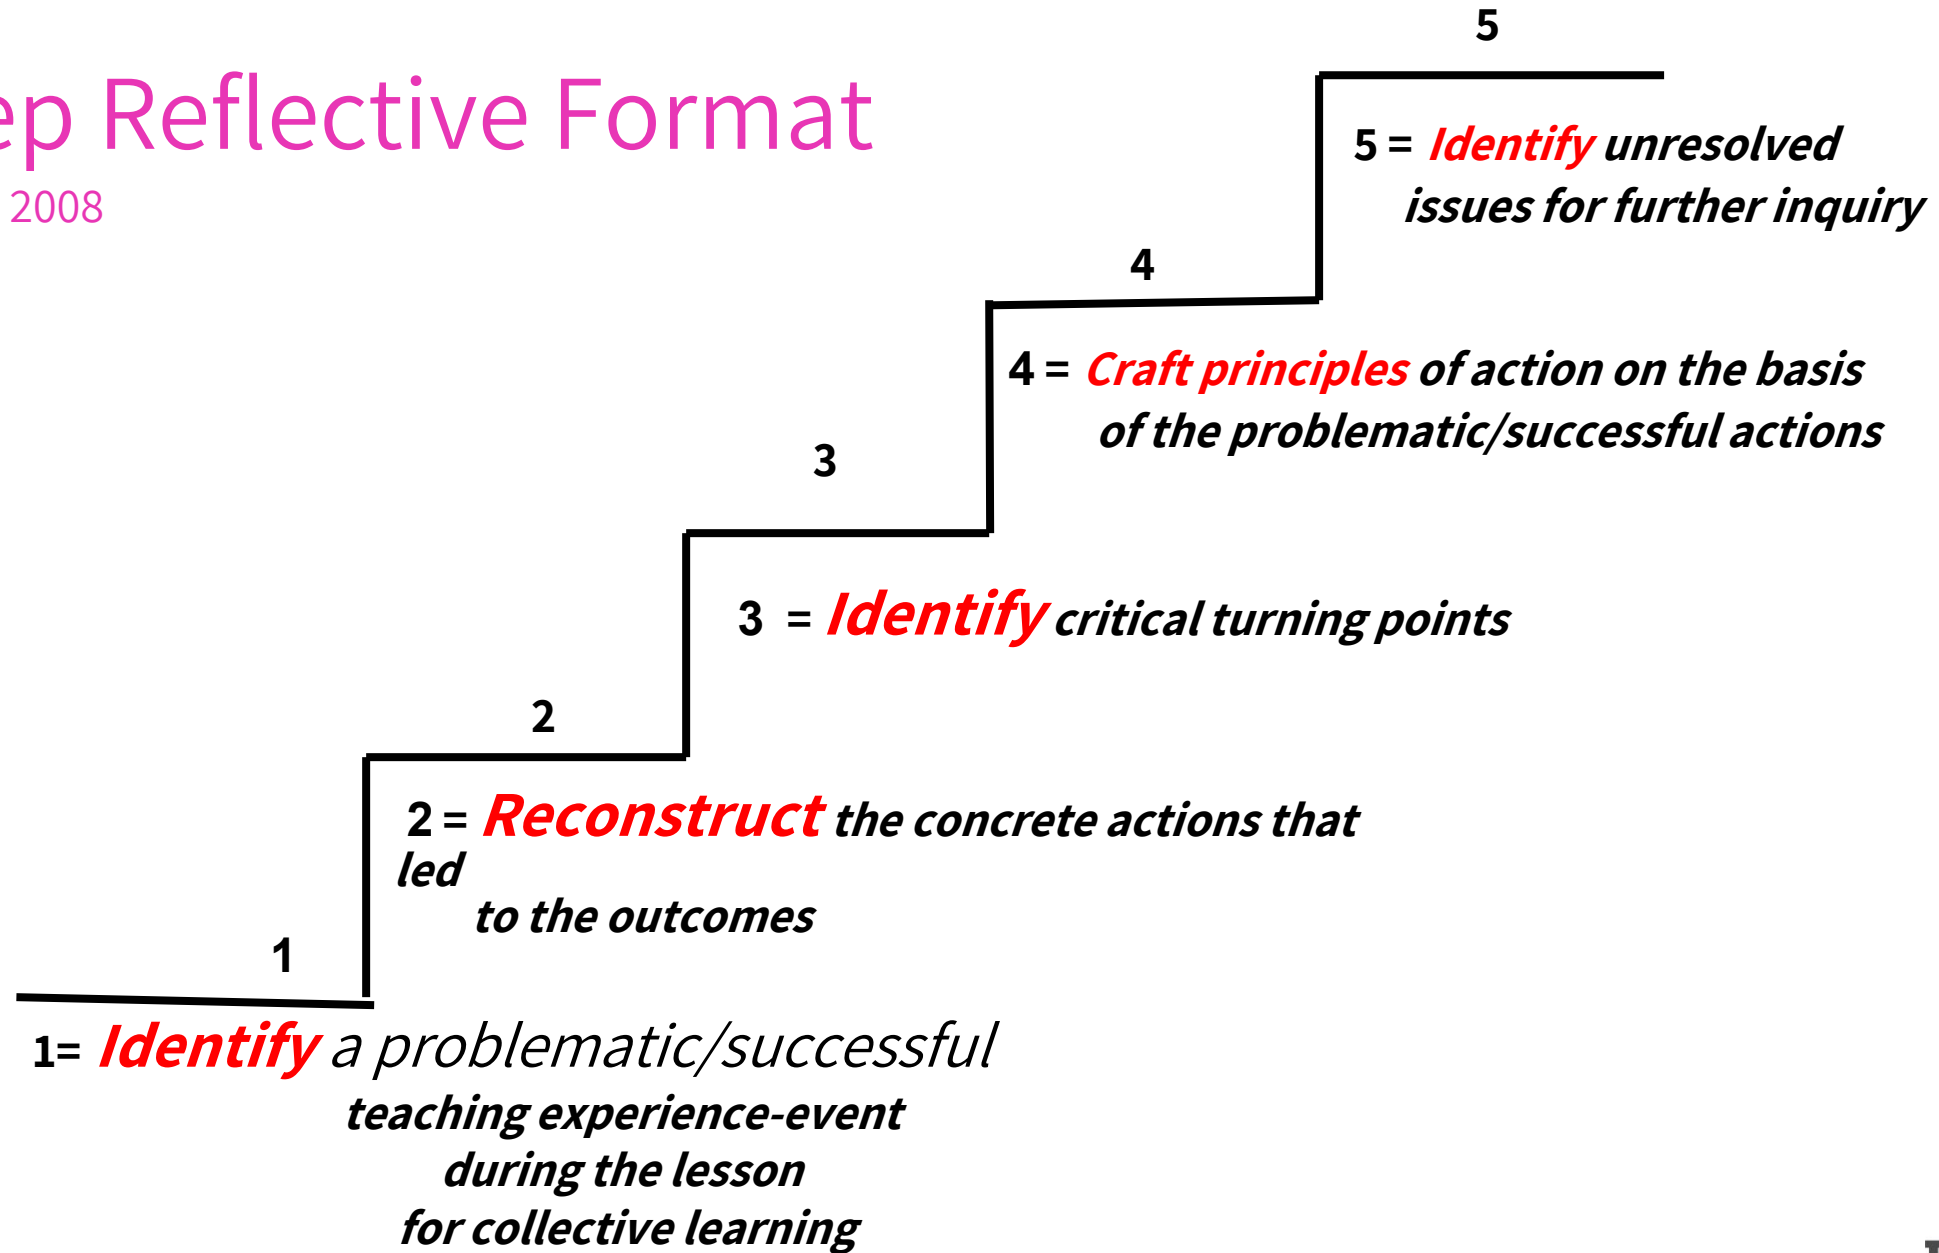 ep Reflective Format
2008
5
5 = Identify unresolved
issues for further inquiry
4
4 = Craft principles of action on the basis
of the problematic/successful actions
3
3 = Identify critical turning points
2
2 = Reconstruct the concrete actions that
led
to the outcomes
1
1= Identify a problematic/successful
teaching experience-event
during the lesson
for collective learning